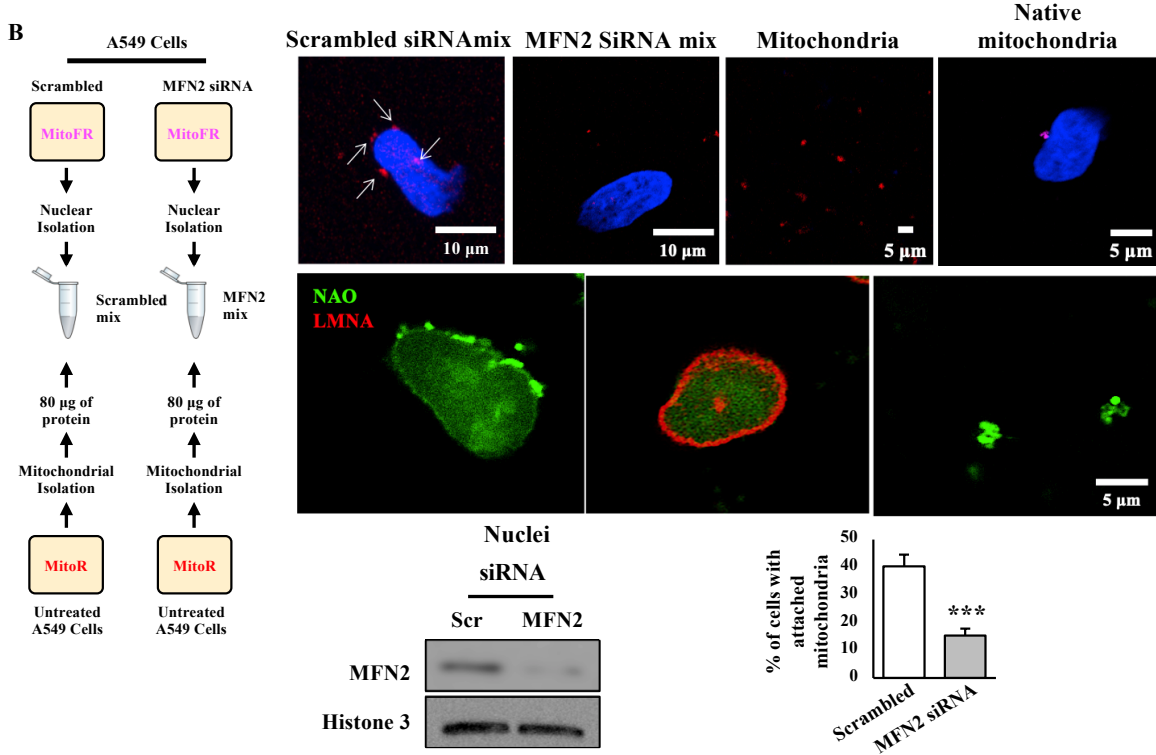 B
A549 Cells
Scrambled
MFN2 siRNA
MitoFR
MitoFR
Nuclear
Isolation
Nuclear
Isolation
Scrambled
mix
MFN2
mix
80 µg of
protein
80 µg of
protein
Mitochondrial
Isolation
Mitochondrial
Isolation
MitoR
MitoR
Untreated
A549 Cells
Untreated
A549 Cells
Scrambled siRNAmix
MFN2 SiRNA mix
Mitochondria
Native
mitochondria
10 µm
10 µm
5 µm
5 µm
NAO
LMNA
5 µm
Nuclei
siRNA
Scr
MFN2
MFN2
Histone 3
% of cells with
attached
mitochondria
50
40
30
20
10
0
***
Scrambled
MFN2 siRNA